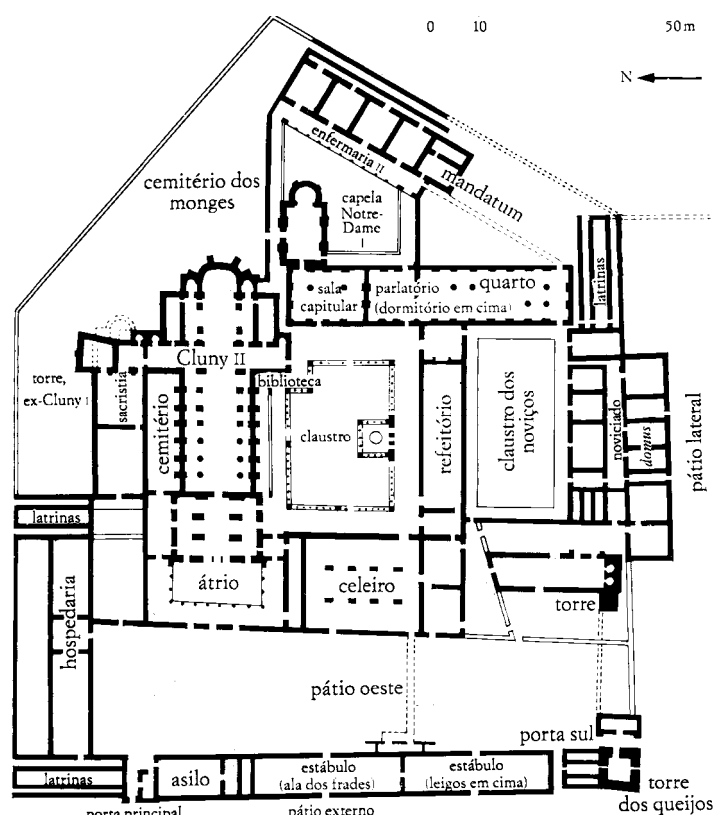 0 10 50 m
N
enfermaria II
mandatum
cemitério dos
monges
capela
Notre-
Dame
I
sala
capitular
parlatório
(dormitório em cima)
quarto
latrinas
Cluny II
biblioteca
torre,
ex-Cluny I
sacristia
cemitério
claustro
refeitório
claustro dos
noviços
noviciado
domus
pátio lateral
latrinas
átrio
celeiro
torre
hospedaria
pátio oeste
porta sul
latrinas
asilo
estábulo
(ala dos frades)
estábulo
(leigos em cima)
torre
dos queijos
porta principal
pátio externo